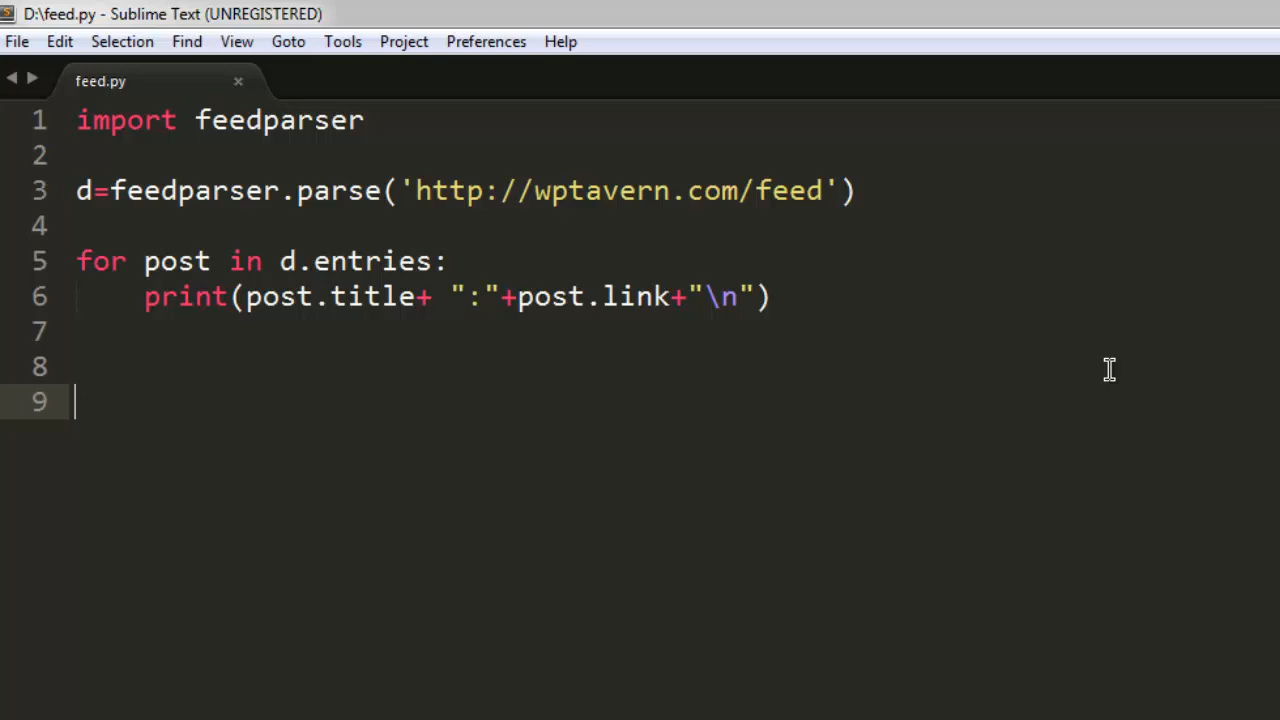 D:\feed.py - Sublime Text (UNREGISTERED)
File Edit Selection Find View Goto Tools Project Preferences Help
feed.py ×
1 import feedparser
2
3 d=feedparser.parse('http://wptavern.com/feed')
4
5 for post in d.entries:
6     print(post.title+ ":"+post.link+"\n")
7
8
9